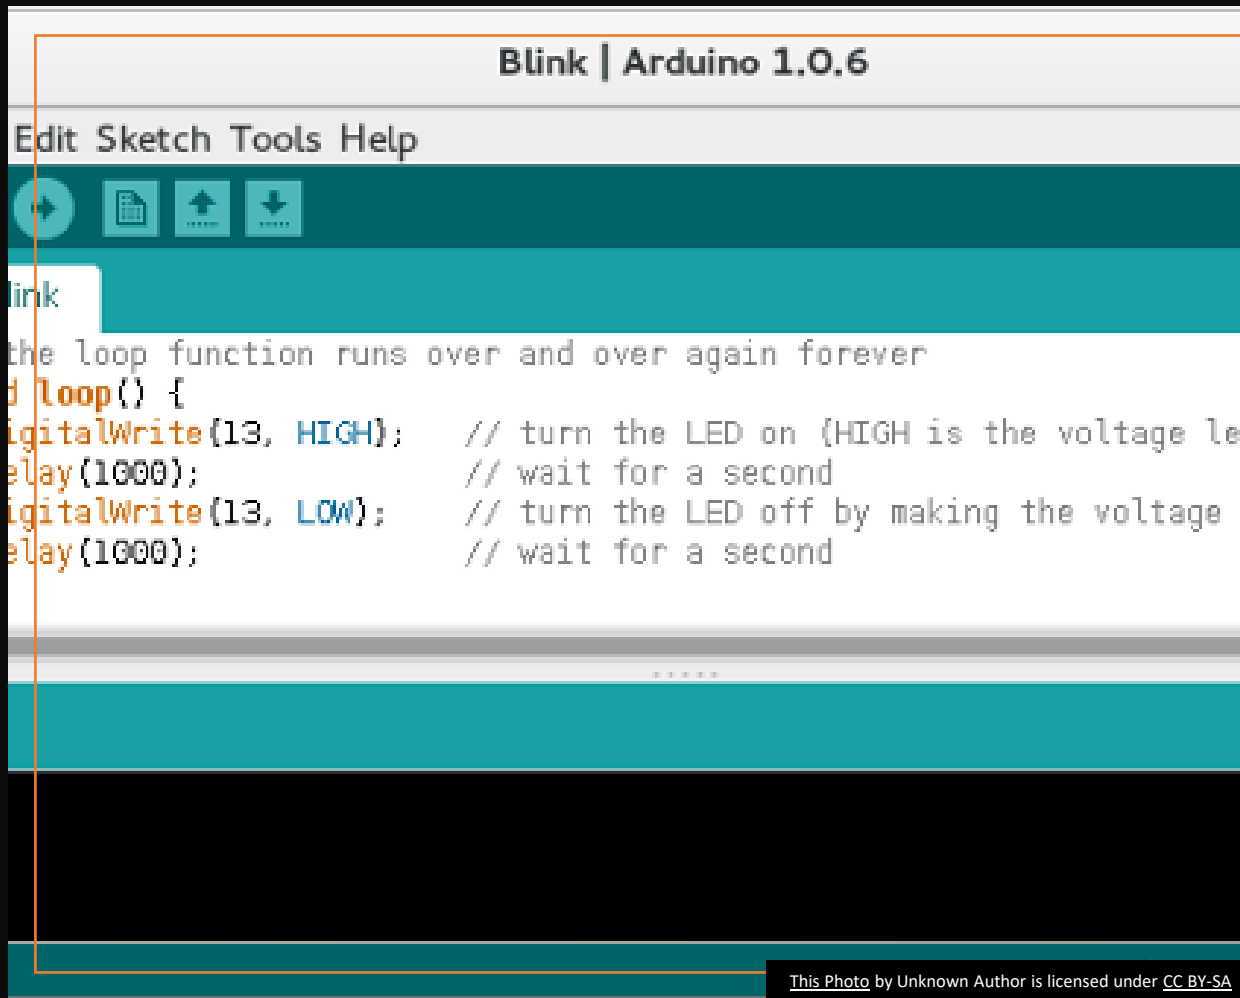 Blink | Arduino 1.0.6
Edit Sketch Tools Help
link
the loop function runs over and over again forever
d loop() {
igitalWrite(13, HIGH);   // turn the LED on (HIGH is the voltage le
elay(1000);              // wait for a second
igitalWrite(13, LOW);    // turn the LED off by making the voltage
elay(1000);              // wait for a second
This Photo by Unknown Author is licensed under CC BY-SA